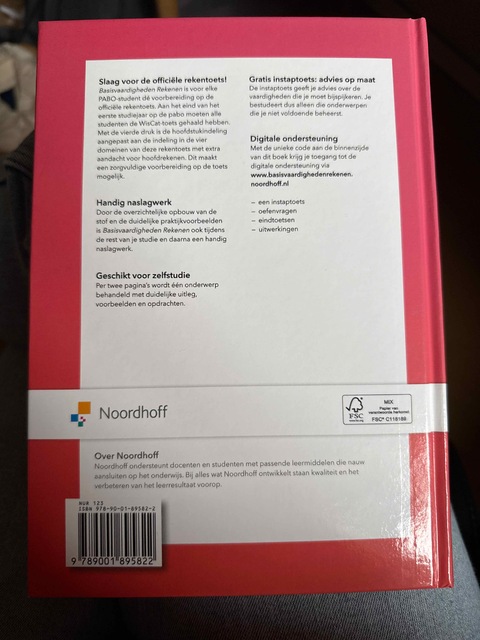 Slaag voor de officiële rekentoets!
Basisvaardigheden Rekenen is voor elke
PABO-student dé voorbereiding op de
officiële rekentoets. Aan het eind van het
eerste studiejaar op de pabo moeten alle
studenten de WisCat-toets gehaald hebben.
Met de vierde druk is de hoofdstukindeling
aangepast aan de indeling in de vier
domeinen van deze rekentoets met extra
aandacht voor hoofdrekenen. Dit maakt
een zorgvuldige voorbereiding op de toets
mogelijk.
Handig naslagwerk
Door de overzichtelijke opbouw van de
stof en de duidelijke praktijkvoorbeelden
is Basisvaardigheden Rekenen ook tijdens
de rest van je studie en daarna een handig
naslagwerk.
Geschikt voor zelfstudie
Per twee pagina's wordt één onderwerp
behandeld met duidelijke uitleg,
voorbeelden en opdrachten.
Gratis instaptoets: advies op maat
De instaptoets geeft je advies over de
vaardigheden die je moet bijspijkeren. Je
bestudeert dus alleen die onderwerpen
die je niet voldoende beheerst.
Digitale ondersteuning
Met de unieke code aan de binnenzijde
van dit boek krijg je toegang tot de
digitale ondersteuning via
www.basisvaardighedenrekenen.
noordhoff.nl
– een instaptoets
– oefenvragen
– eindtoetsen
– uitwerkingen
Noordhoff
FSC
www.fsc.org
MIX
Papier van
verantwoorde herkomst
FSC® C118189
Over Noordhoff
Noordhoff ondersteunt docenten en studenten met passende leermiddelen die nauw
aansluiten op het onderwijs. Bij alles wat Noordhoff ontwikkelt staan kwaliteit en het
verbeteren van het leerresultaat voorop.
NUR 123
ISBN 978-90-01-89582-2
9 789001 895822